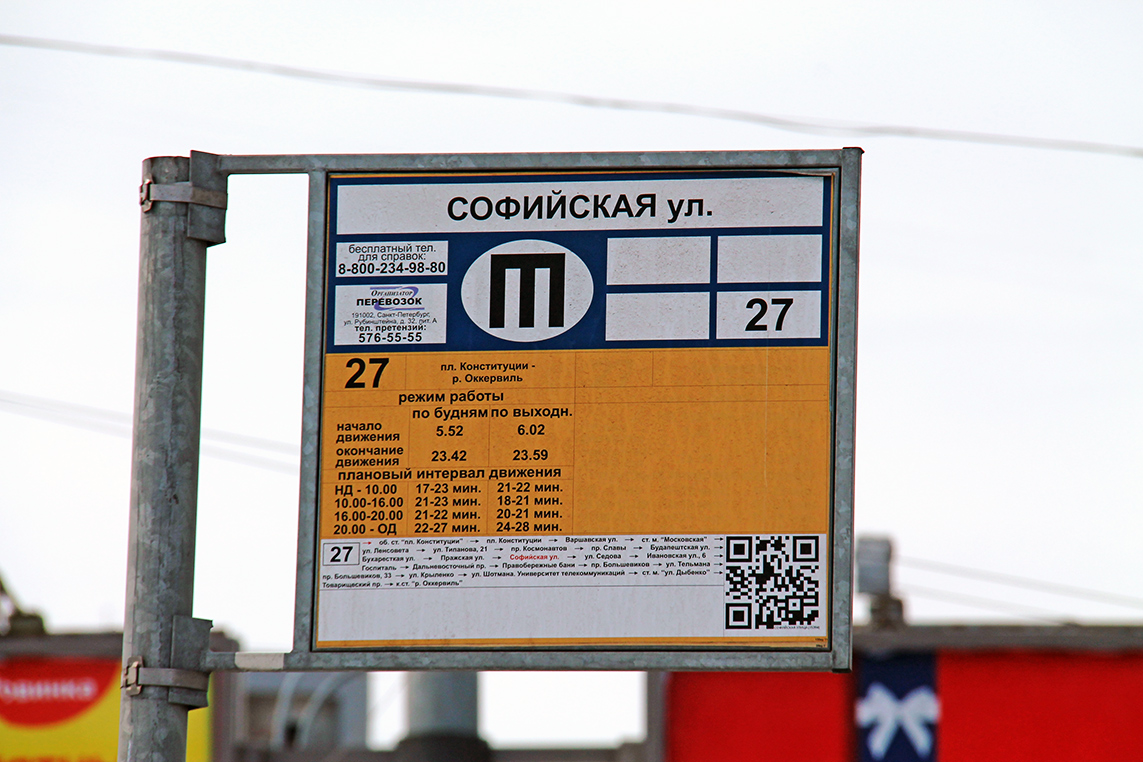 СОФИЙСКАЯ ул.
бесплатный тел.
для справок:
8-800-234-98-80
Организатор
ПЕРЕВОЗОК
191002, Санкт-Петербург,
ул. Рубинштейна, д. 32, лит. А
тел. претензий:
576-55-55
Ш
27
27
пл. Конституции -
р. Оккервиль
режим работы
по будням по выходн.
начало
движения 5.52 6.02
окончание
движения 23.42 23.59
плановый интервал движения
НД - 10.00 17-23 мин. 21-22 мин.
10.00-16.00 21-23 мин. 18-21 мин.
16.00-20.00 21-22 мин. 20-21 мин.
20.00 - ОД 22-27 мин. 24-28 мин.
27
→ об. ст. "пл. Конституции" → пл. Конституции → Варшавская ул. → ст. м. "Московская"
ул. Ленсовета → ул. Типанова, 21 → пр. Космонавтов → пр. Славы → Будапештская ул. →
Бухарестская ул. → Пражская ул. → Софийская ул. → ул. Седова → Ивановская ул., 6 →
Госпиталь → Дальневосточный пр. → Правобережные бани → пр. Большевиков → ул. Тельмана →
пр. Большевиков, 33 → ул. Крыленко → ул. Шотмана. Университет телекоммуникаций → ст. м. "ул. Дыбенко" →
Товарищеский пр. → к.ст. "р. Оккервиль"
овинка